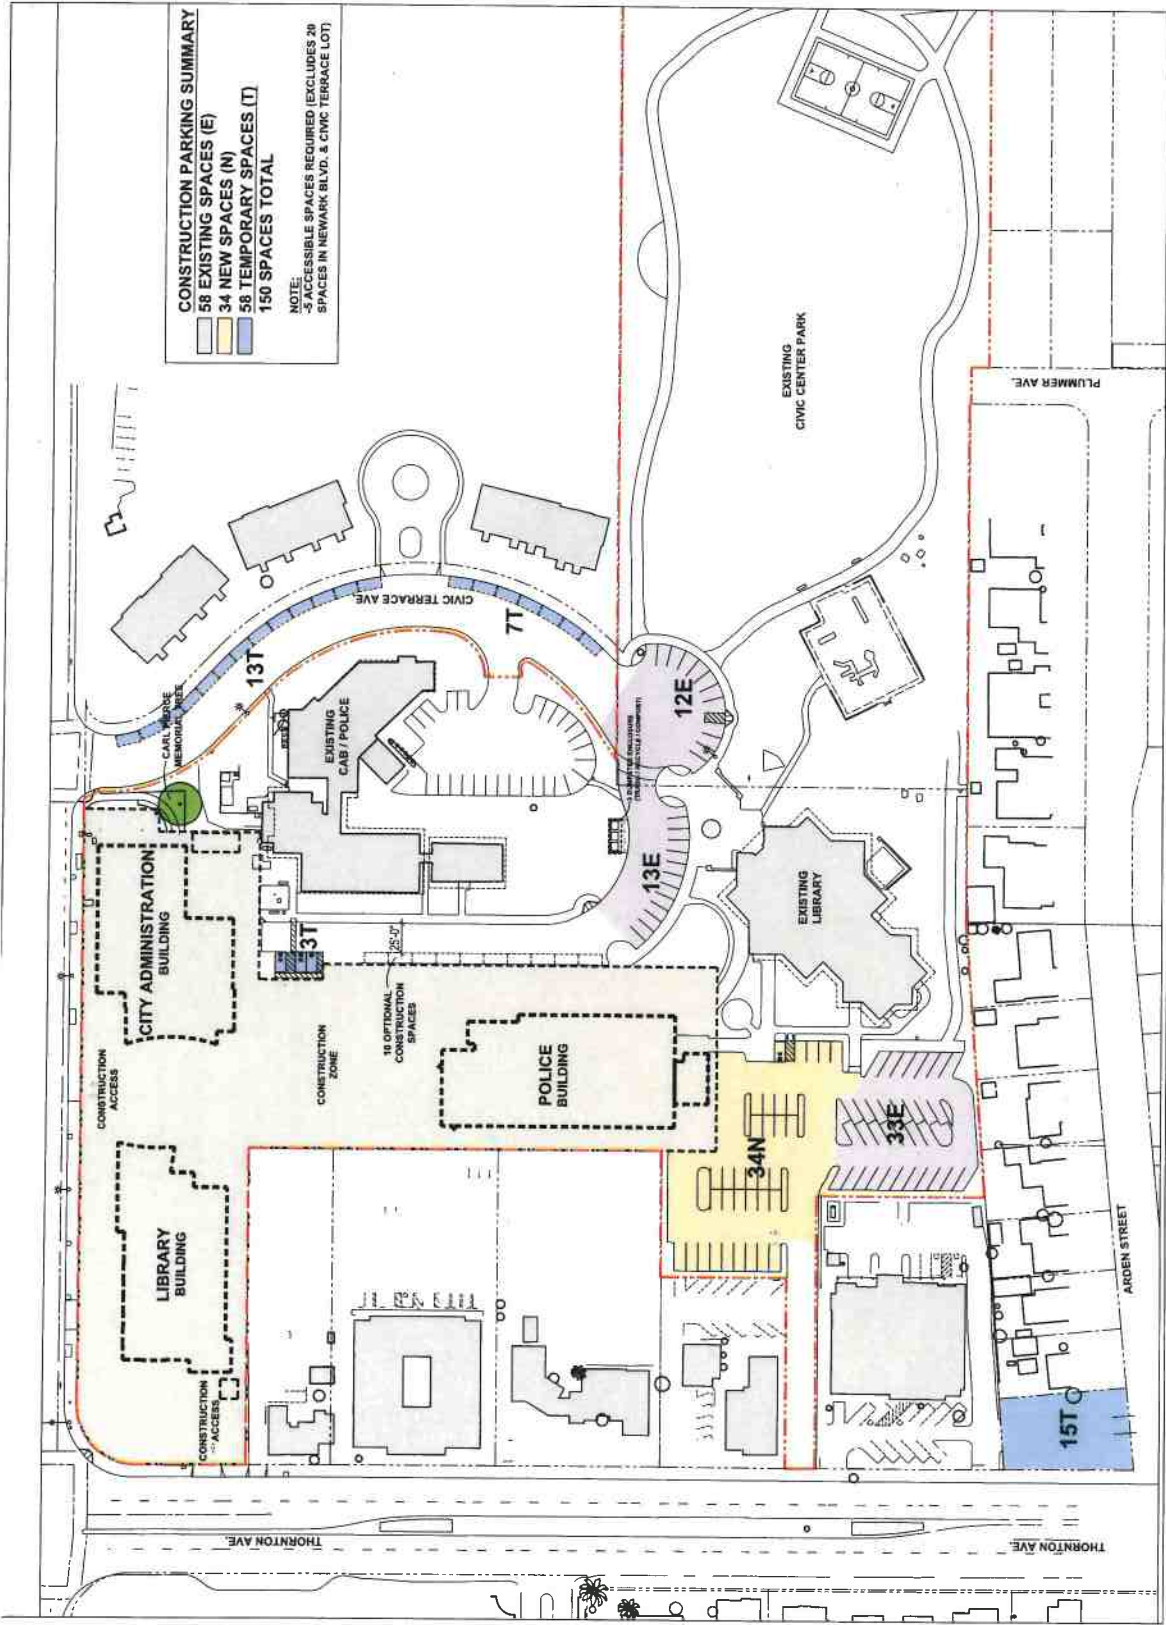 CONSTRUCTION PARKING SUMMARY
58 EXISTING SPACES (E)
34 NEW SPACES (N)
58 TEMPORARY SPACES (T)
150 SPACES TOTAL
NOTE:
-5 ACCESSIBLE SPACES REQUIRED (EXCLUDES 20
SPACES IN NEWARK BLVD. & CIVIC TERRACE LOT)
EXISTING
CIVIC CENTER PARK
PLUMMER AVE.
CIVIC TERRACE AVE.
13T
7T
CARL PIERCE
MEMORIAL TREE
EXISTING
CAB / POLICE
12E
13E
EXISTING
LIBRARY
CITY ADMINISTRATION
BUILDING
3T
25'-0"
10 OPTIONAL
CONSTRUCTION
SPACES
CONSTRUCTION
ACCESS
CONSTRUCTION
ZONE
POLICE
BUILDING
34N
33E
LIBRARY
BUILDING
CONSTRUCTION
ACCESS
15T
ARDEN STREET
THORNTON AVE.
THORNTON AVE.